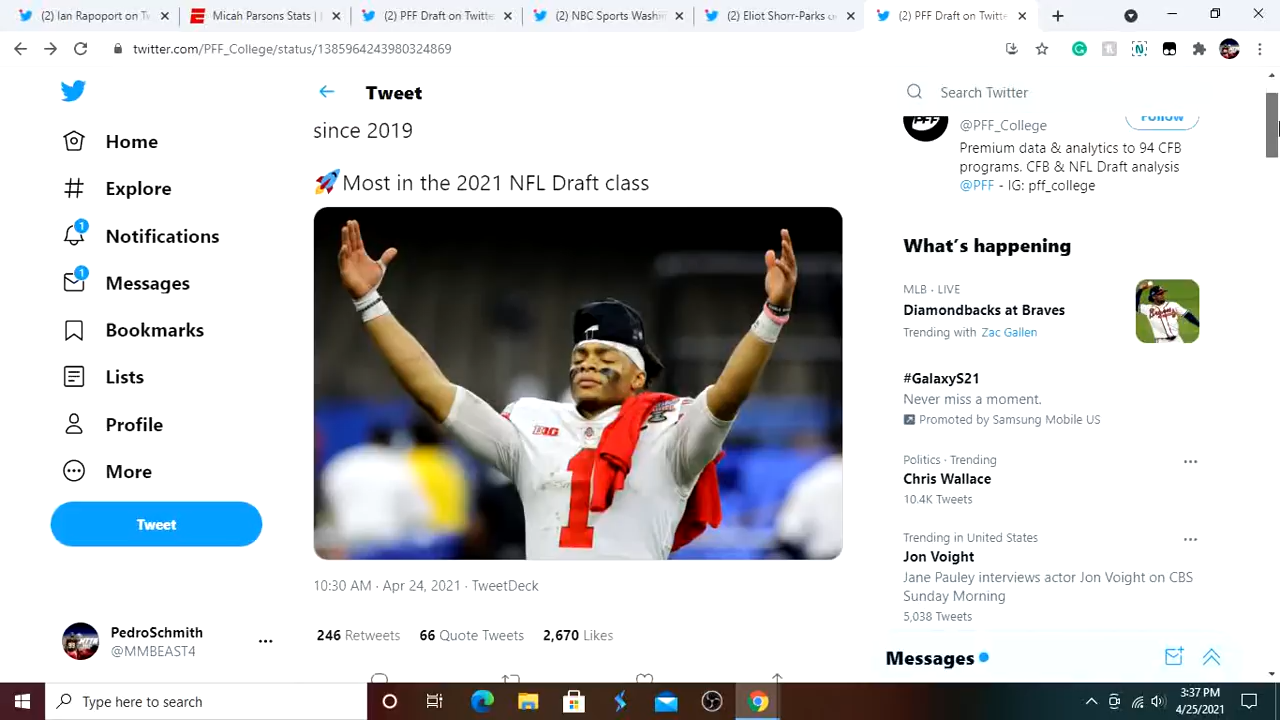 (2) Ian Rapoport on T
Micah Parsons Stats |
(2) PFF Draft on Twitter
(2) NBC Sports Washi
(2) Eliot Shorr-Parks o
(2) PFF Draft on Twitte
twitter.com/PFF_College/status/1385964243980324869
Home
Explore
1
Notifications
1
Messages
Bookmarks
Lists
Profile
More
Tweet
PedroSchmith
@MMBEAST4
Tweet
since 2019
🚀Most in the 2021 NFL Draft class
B1G
1
10:30 AM · Apr 24, 2021 · TweetDeck
246 Retweets 66 Quote Tweets 2,670 Likes
Search Twitter
PFF
Follow
@PFF_College
Premium data & analytics to 94 CFB
programs. CFB & NFL Draft analysis
@PFF - IG: pff_college
What's happening
MLB · LIVE
Diamondbacks at Braves
Trending with Zac Gallen
#GalaxyS21
Never miss a moment.
Promoted by Samsung Mobile US
Politics · Trending
Chris Wallace
10.4K Tweets
Trending in United States
Jon Voight
Jane Pauley interviews actor Jon Voight on CBS
Sunday Morning
5,038 Tweets
Messages
Type here to search
3:37 PM
4/25/2021